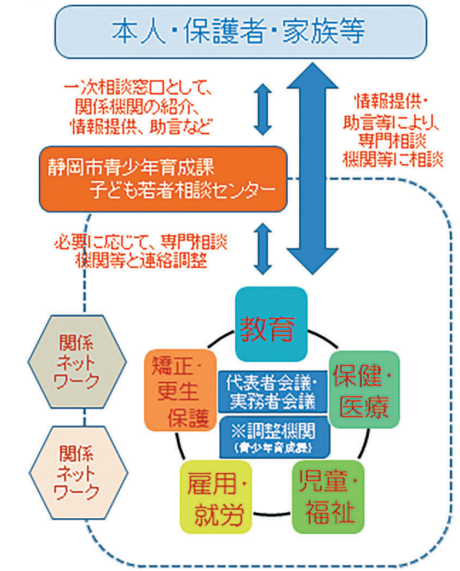 本人・保護者・家族等
一次相談窓口として、
関係機関の紹介、
情報提供、助言など
情報提供・
助言等により、
専門相談
機関等に相談
静岡市青少年育成課
子ども若者相談センター
必要に応じて、専門相談
機関等と連絡調整
教育
関係
ネット
ワーク
矯正・
更生
保護
代表者会議・
実務者会議
保健・
医療
※調整機関
(青少年育成課)
関係
ネット
ワーク
雇用・
就労
児童・
福祉